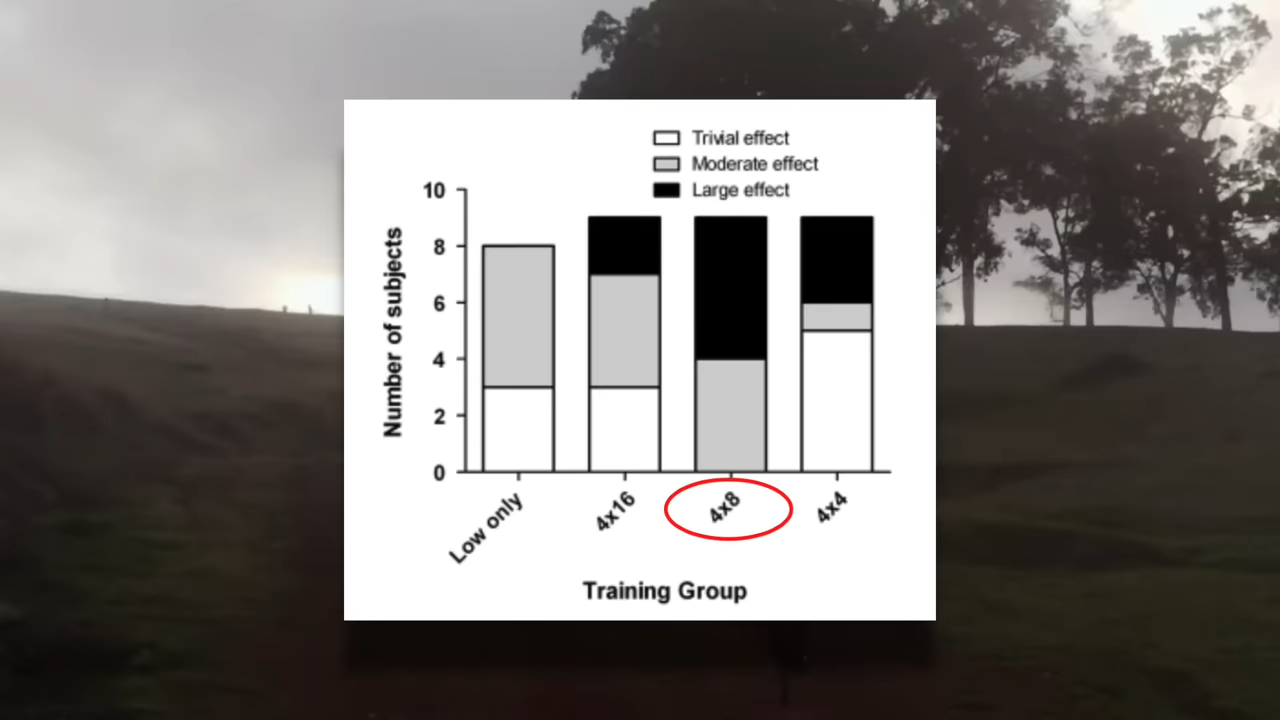 Trivial effect
Moderate effect
Large effect
10
8
6
4
2
0
Number of subjects
Low only
4x16
4x8
4x4
Training Group